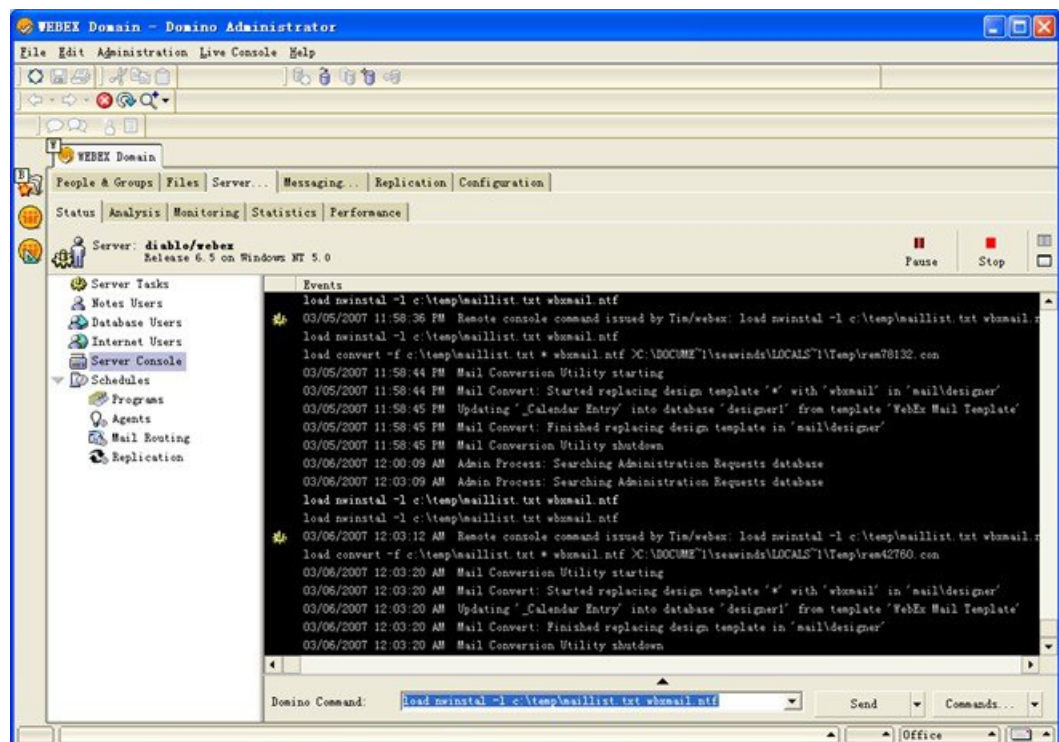 WEBEX Domain - Domino Administrator
File Edit Administration Live Console Help
WEBEX Domain
People & Groups Files Server... Messaging... Replication Configuration
Status Analysis Monitoring Statistics Performance
Server: diablo/webex
Release 6.5 on Windows NT 5.0
Pause Stop
Server Tasks
Notes Users
Database Users
Internet Users
Server Console
Schedules
Programs
Agents
Mail Routing
Replication
Events
load nwinstal -l c:\temp\maillist.txt wbxmail.ntf
03/05/2007 11:58:36 PM Remote console command issued by Tim/webex: load nwinstal -l c:\temp\maillist.txt wbxmail.
load nwinstal -l c:\temp\maillist.txt wbxmail.ntf
load convert -f c:\temp\maillist.txt * wbxmail.ntf >C:\DOCUME~1\seawinds\LOCALS~1\Temp\rem78132.con
03/05/2007 11:58:44 PM Mail Conversion Utility starting
03/05/2007 11:58:44 PM Mail Convert: Started replacing design template '*' with 'wbxmail' in 'mail\designer'
03/05/2007 11:58:45 PM Updating '_Calendar Entry' into database 'designer1' from template 'WebEx Mail Template'
03/05/2007 11:58:45 PM Mail Convert: Finished replacing design template in 'mail\designer'
03/05/2007 11:58:45 PM Mail Conversion Utility shutdown
03/06/2007 12:00:09 AM Admin Process: Searching Administration Requests database
03/06/2007 12:03:09 AM Admin Process: Searching Administration Requests database
load nwinstal -l c:\temp\maillist.txt wbxmail.ntf
load nwinstal -l c:\temp\maillist.txt wbxmail.ntf
03/06/2007 12:03:12 AM Remote console command issued by Tim/webex: load nwinstal -l c:\temp\maillist.txt wbxmail.
load convert -f c:\temp\maillist.txt * wbxmail.ntf >C:\DOCUME~1\seawinds\LOCALS~1\Temp\rem42760.con
03/06/2007 12:03:20 AM Mail Conversion Utility starting
03/06/2007 12:03:20 AM Mail Convert: Started replacing design template '*' with 'wbxmail' in 'mail\designer'
03/06/2007 12:03:20 AM Updating '_Calendar Entry' into database 'designer1' from template 'WebEx Mail Template'
03/06/2007 12:03:20 AM Mail Convert: Finished replacing design template in 'mail\designer'
03/06/2007 12:03:20 AM Mail Conversion Utility shutdown
Domino Command: load nwinstal -l c:\temp\maillist.txt wbxmail.ntf Send Commands...
Office